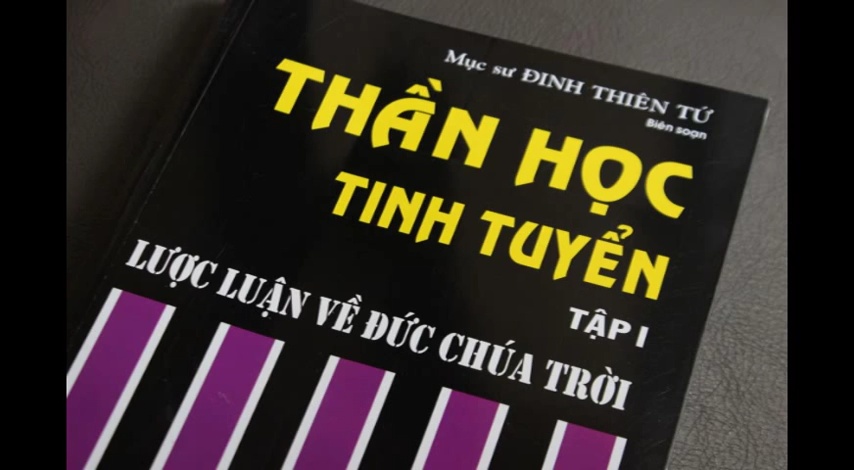 Mục sư ĐINH THIÊN TỨ
Biên soạn
THẦN HỌC
TINH TUYỂN
TẬP I
LƯỢC LUẬN VỀ ĐỨC CHÚA TRỜI